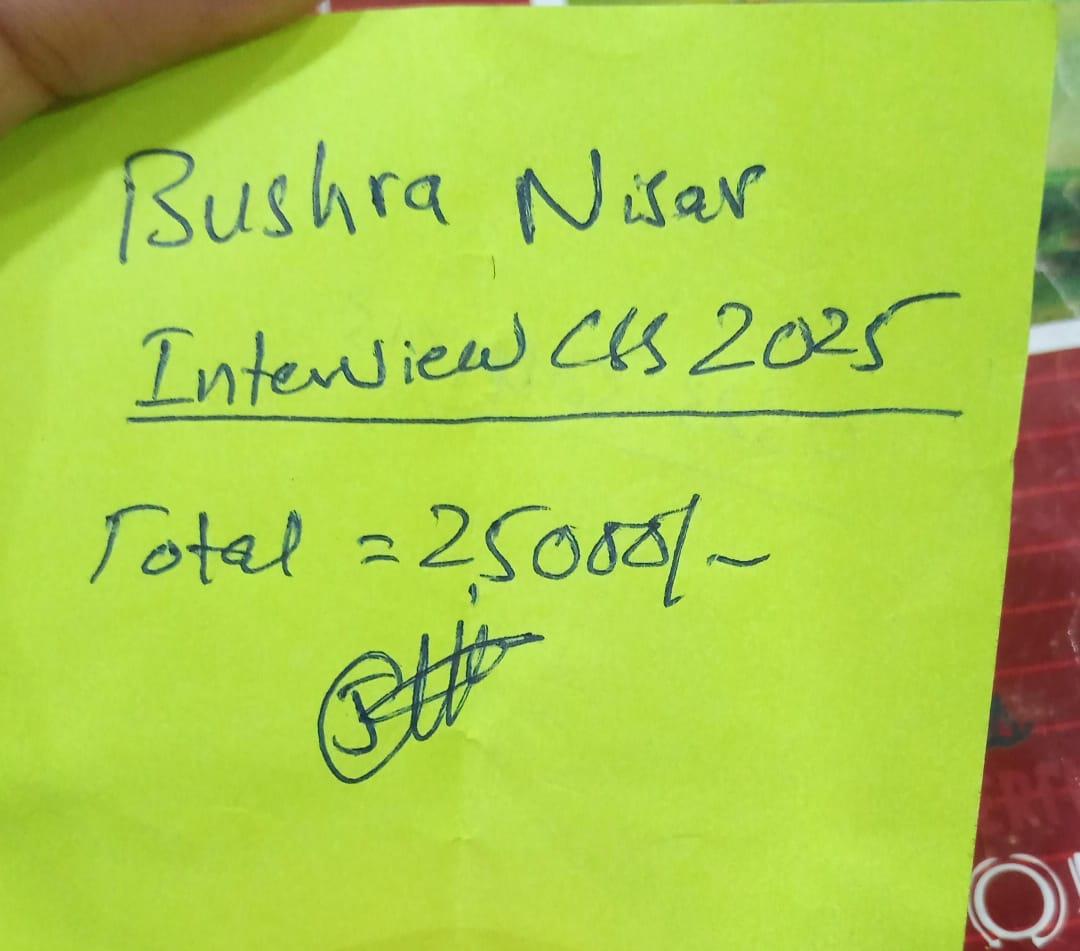 Bushra Nisar
Interview CSS 2025
Total = 25000/-